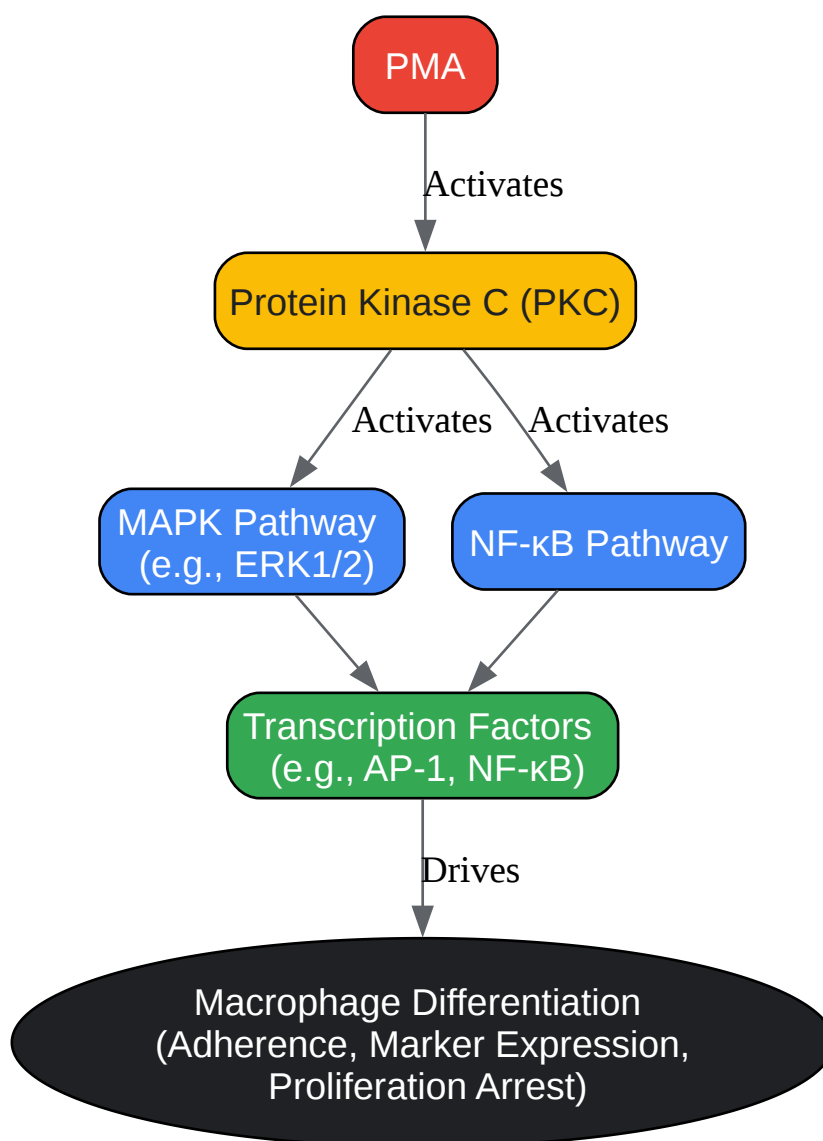 PMA
Activates
Protein Kinase C (PKC)
Activates
Activates
MAPK Pathway
(e.g., ERK1/2)
NF-κB Pathway
Transcription Factors
(e.g., AP-1, NF-κB)
Drives
Macrophage Differentiation
(Adherence, Marker Expression,
Proliferation Arrest)